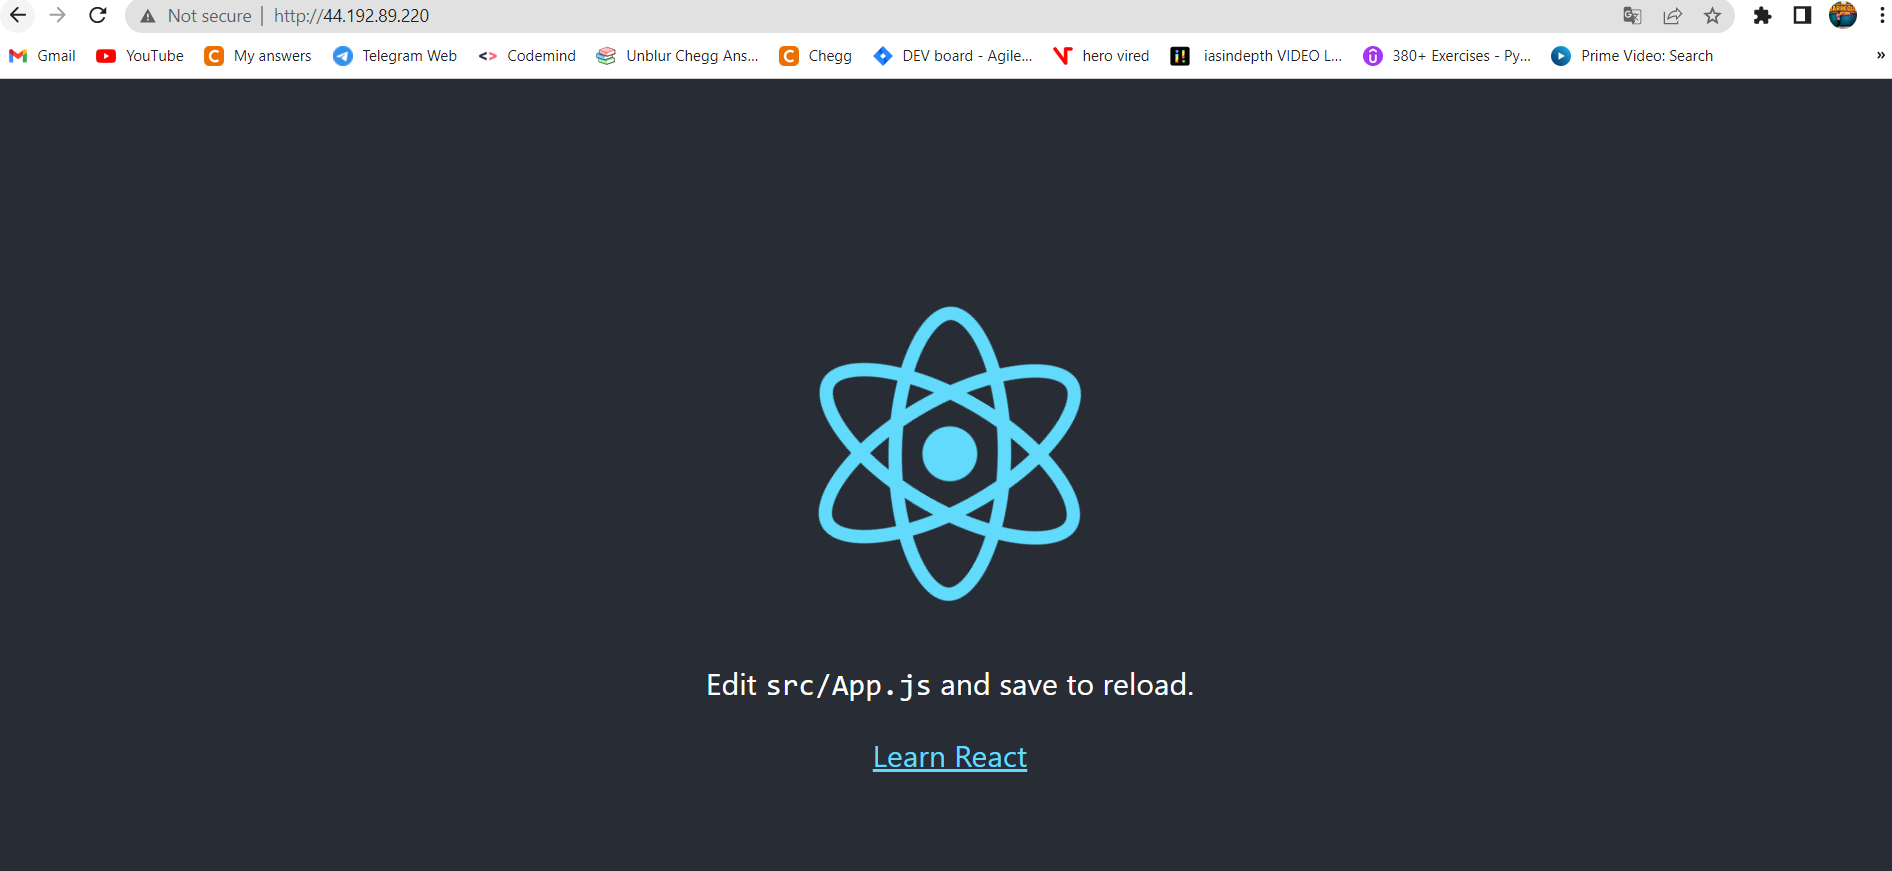 Not secure | http://44.192.89.220
Gmail YouTube My answers Telegram Web Codemind Unblur Chegg Ans... Chegg DEV board - Agile... hero vired iasindepth VIDEO L... 380+ Exercises - Py... Prime Video: Search »
Edit src/App.js and save to reload.
Learn React